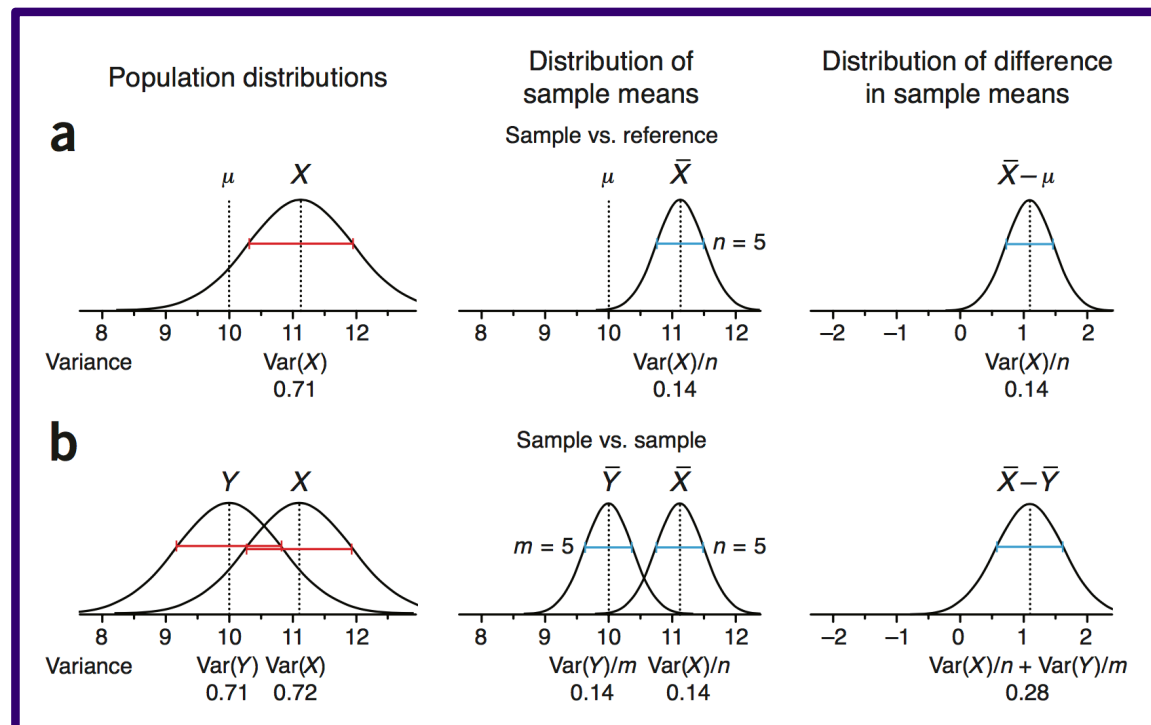 Population distributions
Distribution of
sample means
Distribution of difference
in sample means
a
Sample vs. reference
μ X
μ X̄
X̄ – μ
n = 5
8 9 10 11 12
8 9 10 11 12
–2 –1 0 1 2
Variance Var(X) Var(X)/n Var(X)/n
0.71 0.14 0.14
b
Sample vs. sample
Y X
Ȳ X̄
X̄ – Ȳ
m = 5 n = 5
8 9 10 11 12
8 9 10 11 12
–2 –1 0 1 2
Variance Var(Y) Var(X) Var(Y)/m Var(X)/n Var(X)/n + Var(Y)/m
0.71 0.72 0.14 0.14 0.28